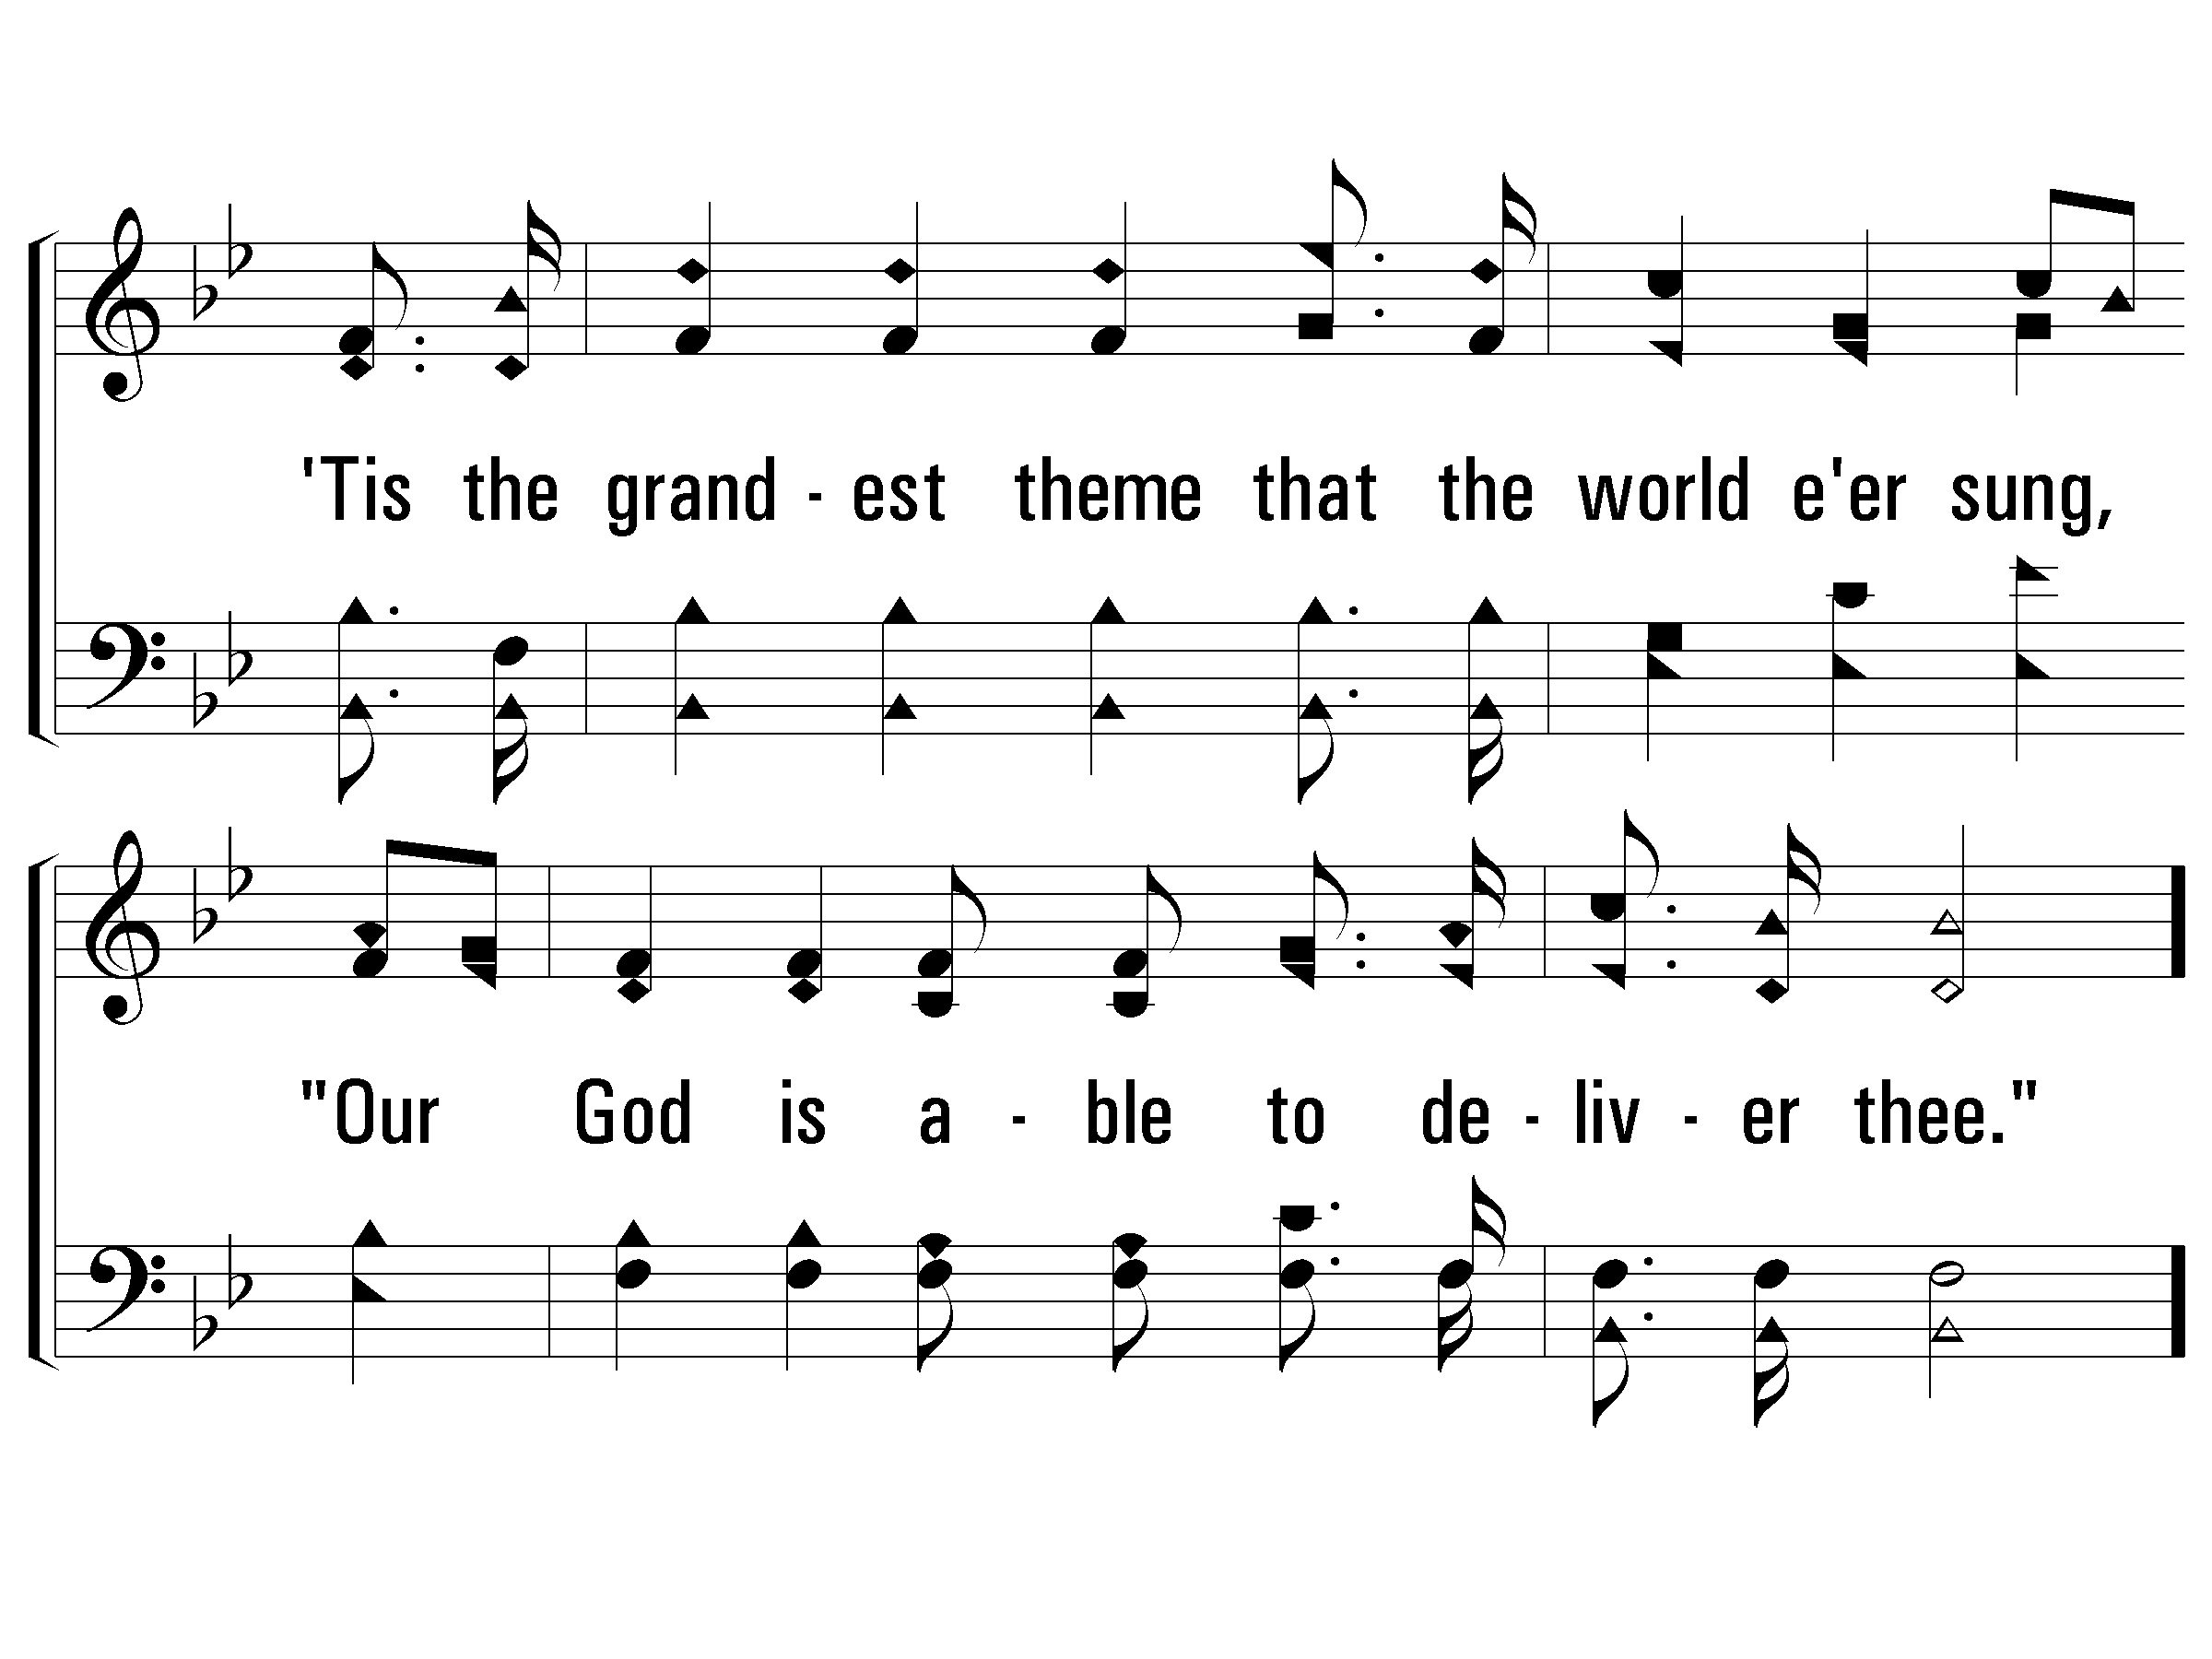 'Tis the grand - est theme that the world e'er sung,
"Our God is a - ble to de - liv - er thee."